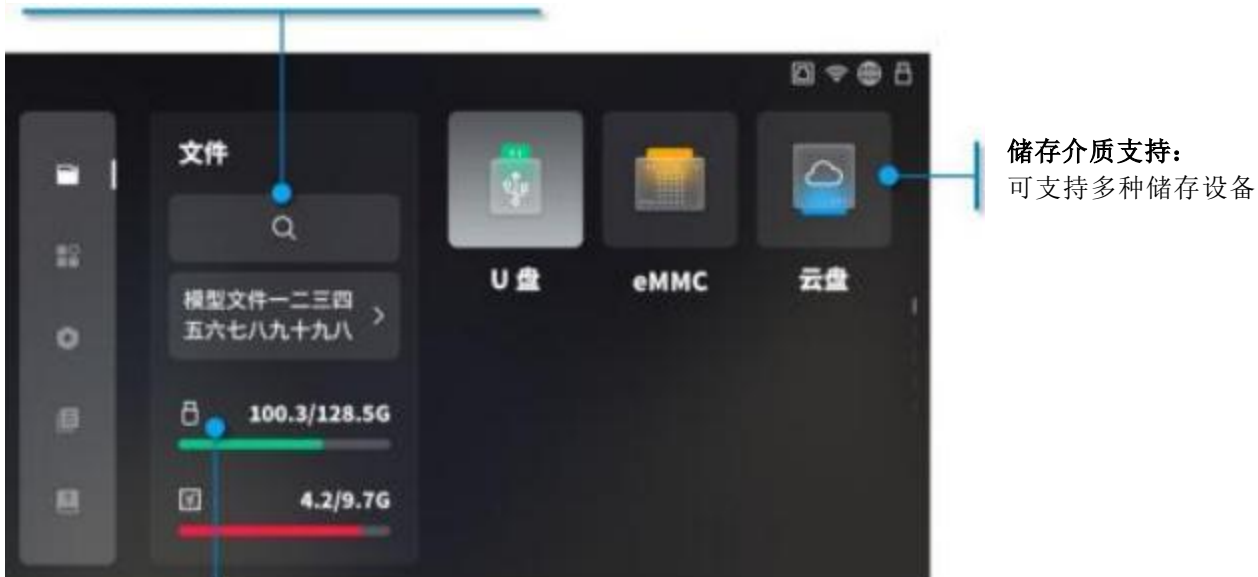 文件
模型文件一二三四
五六七八九十九八
100.3/128.5G
4.2/9.7G
U 盘
eMMC
云盘
储存介质支持：
可支持多种储存设备